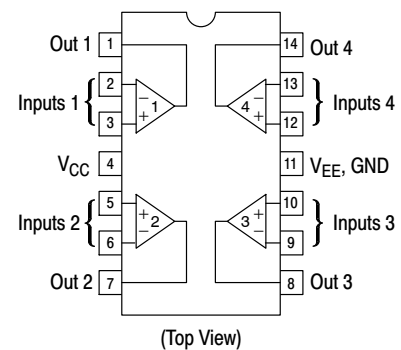 Out 1 1 14 Out 4
2 − 1 + 3 Inputs 1
13 − 4 + 12 Inputs 4
VCC 4 11 VEE, GND
5 + 2 − 6 Inputs 2
10 + 3 − 9 Inputs 3
Out 2 7 8 Out 3
(Top View)